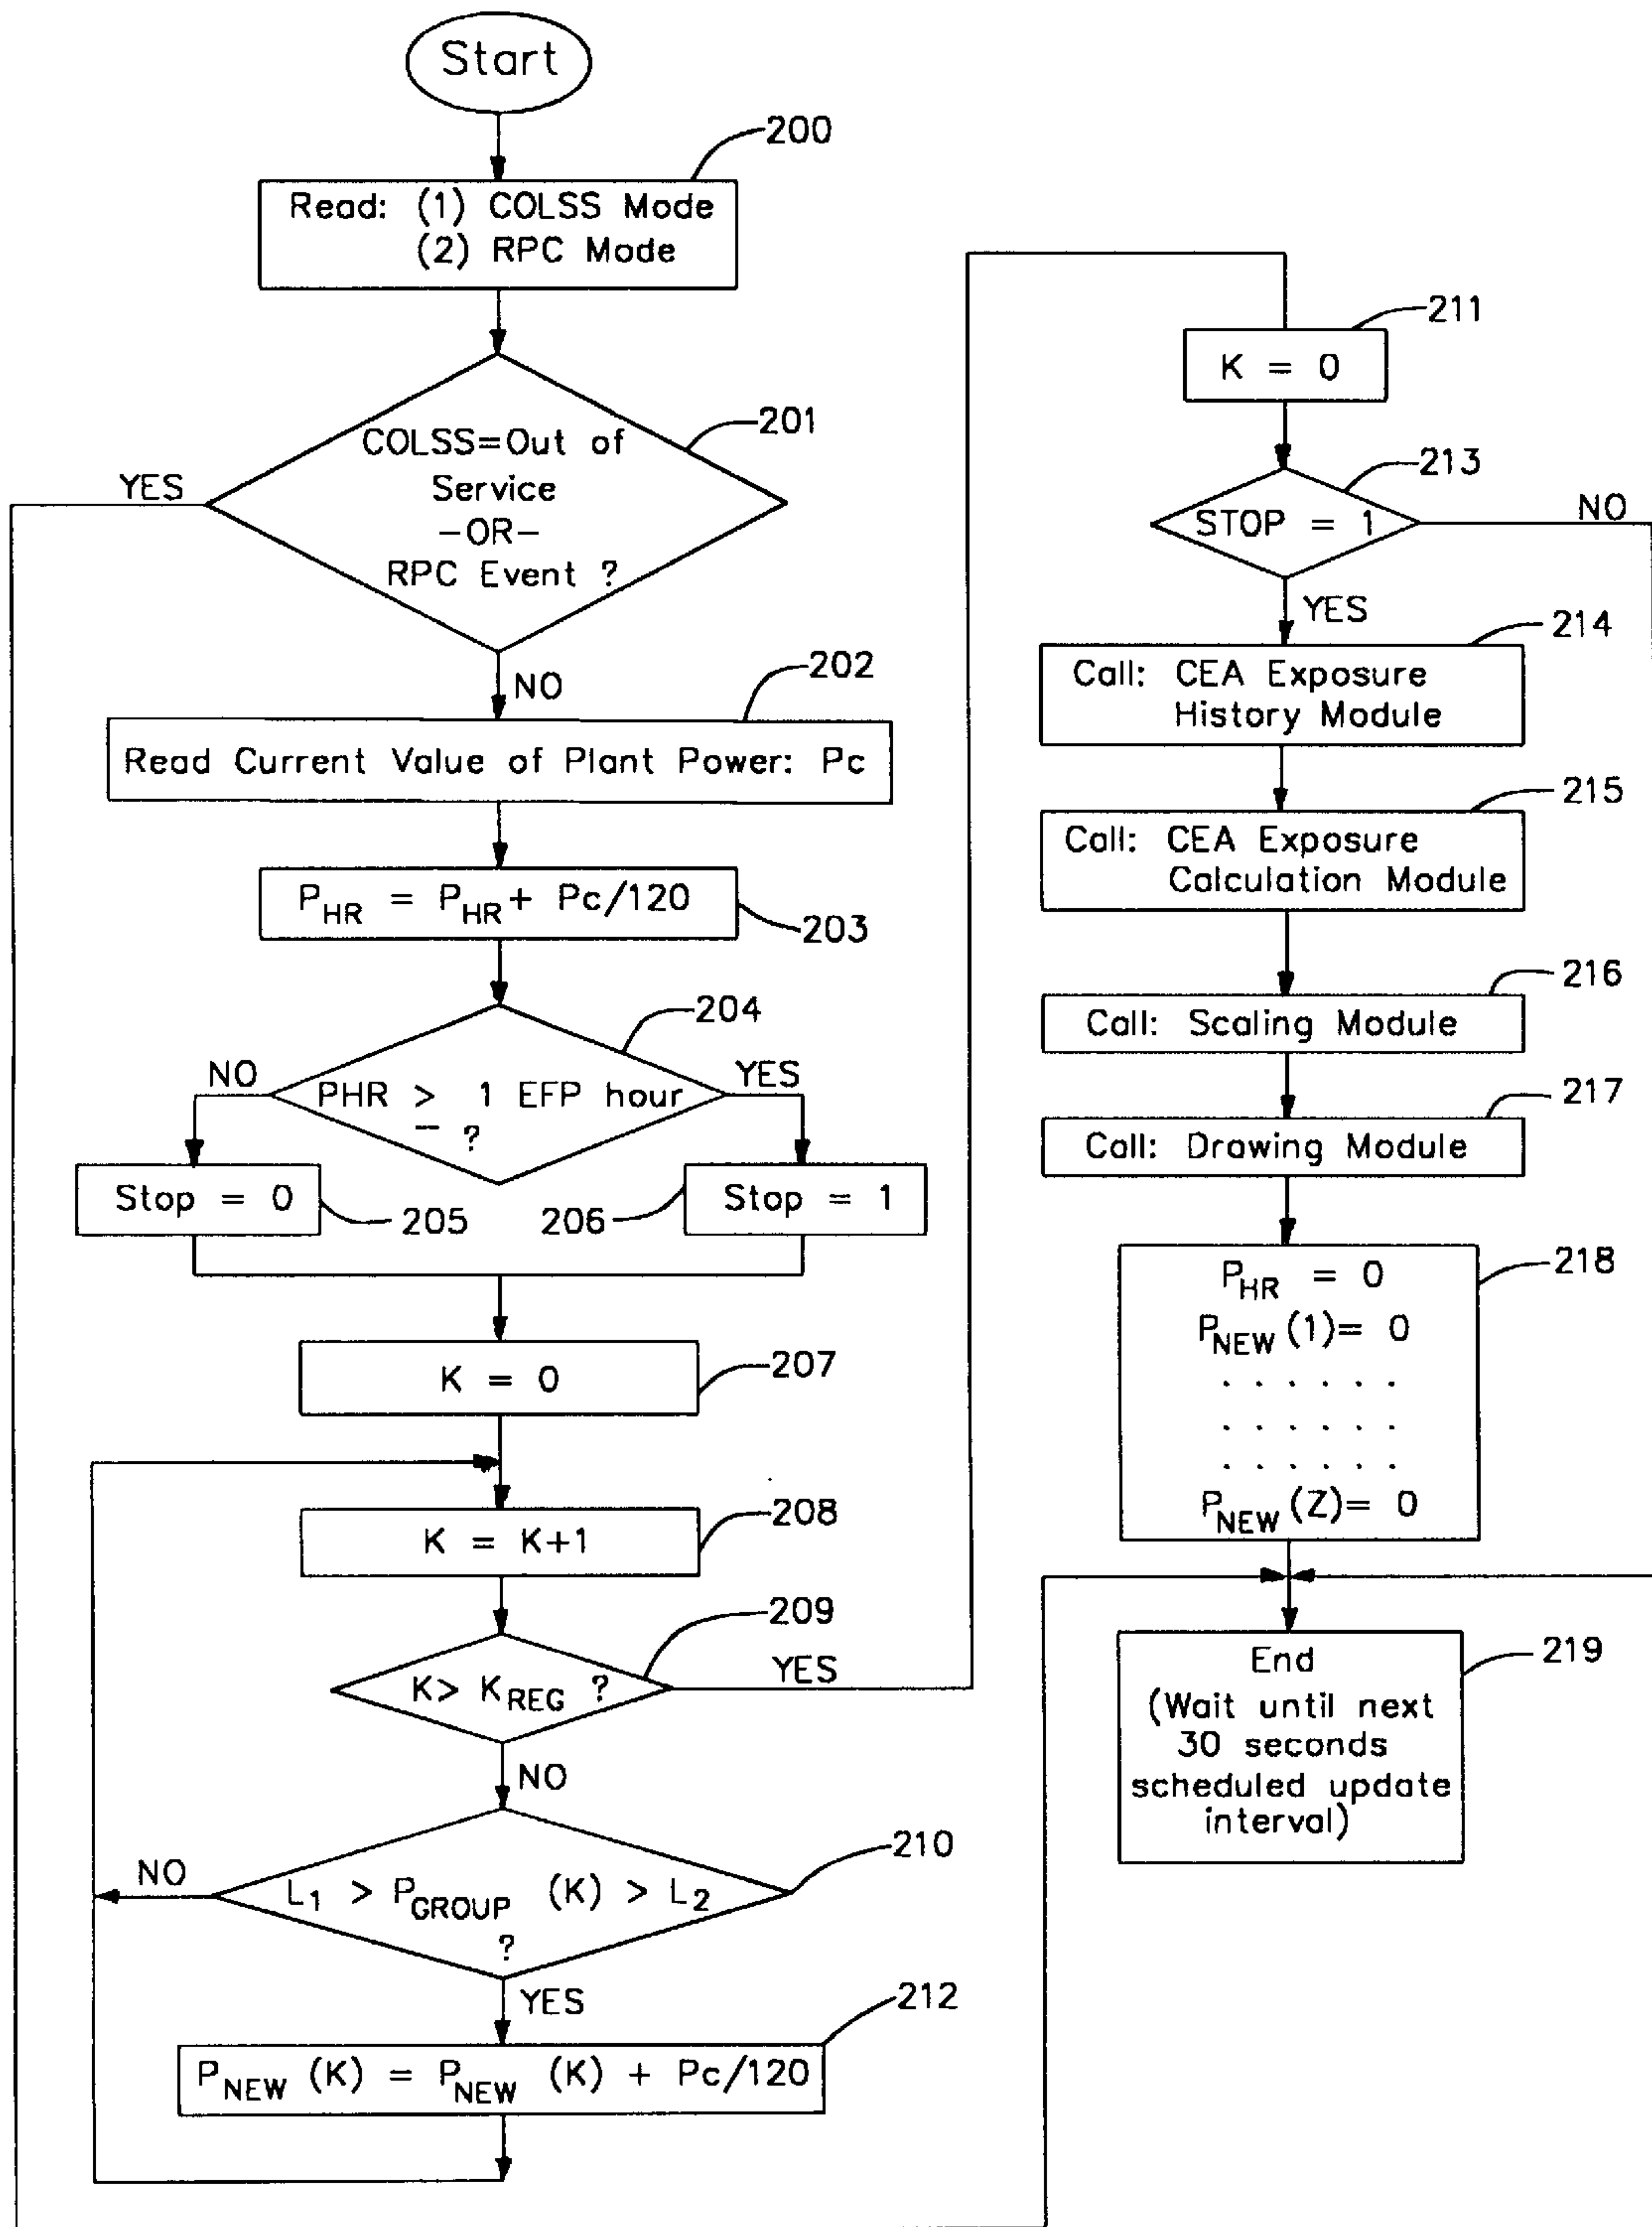 Start
200
Read: (1) COLSS Mode
(2) RPC Mode
201
COLSS=Out of
Service
-OR-
RPC Event ?
YES
NO
202
Read Current Value of Plant Power: Pc
P_HR = P_HR + Pc/120
203
204
NO
YES
PHR ≥ 1 EFP hour
?
Stop = 0
205
206
Stop = 1
K = 0
207
208
K = K+1
209
K> K_REG ?
YES
NO
210
NO
L1 > P_GROUP (K) > L2
?
YES
212
P_NEW (K) = P_NEW (K) + Pc/120
211
K = 0
213
STOP = 1
NO
YES
214
Call: CEA Exposure
History Module
215
Call: CEA Exposure
Calculation Module
216
Call: Scaling Module
217
Call: Drawing Module
218
P_HR = 0
P_NEW (1)= 0
. . . . . .
. . . . . .
. . . . . .
P_NEW (Z)= 0
219
End
(Wait until next
30 seconds
scheduled update
interval)